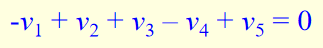 -v₁ + v₂ + v₃ – v₄ + v₅ = 0